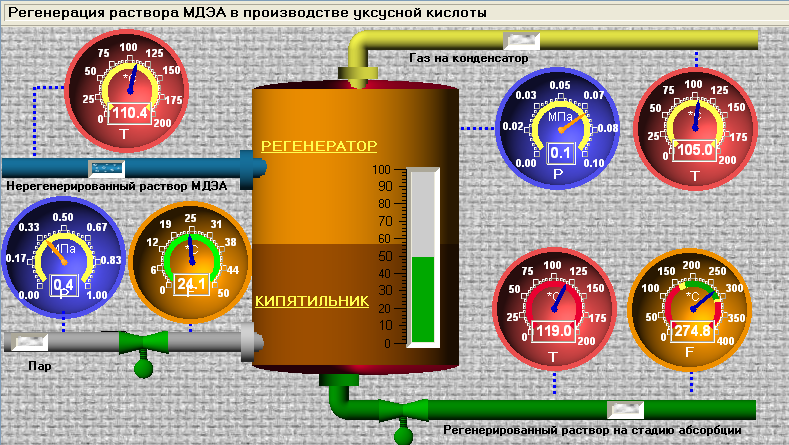 Регенерация раствора МДЭА в производстве уксусной кислоты
Газ на конденсатор
0 25 50 75 100 125 150 175 200
°C
110.4
T
0.00 0.02 0.03 0.05 0.07 0.08 0.10
МПа
0.1
P
0 25 50 75 100 125 150 175 200
°C
105.0
T
РЕГЕНЕРАТОР
Нерегенерированный раствор МДЭА
0.00 0.17 0.33 0.50 0.67 0.83 1.00
МПа
0.4
P
0 6 12 19 25 31 38 44 50
°C
24.1
F
100
90
80
70
60
50
40
30
20
10
0
КИПЯТИЛЬНИК
0 25 50 75 100 125 150 175 200
°C
119.0
T
0 50 100 150 200 250 300 350 400
°C
274.8
F
Пар
Регенерированный раствор на стадию абсорбции